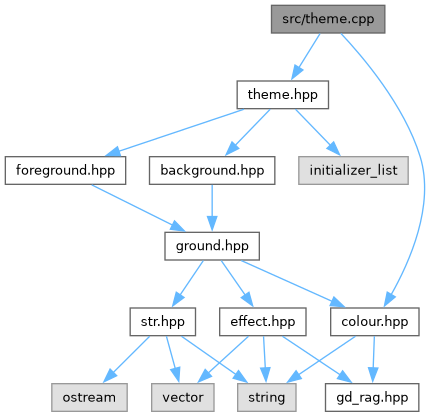 src/theme.cpp
theme.hpp
foreground.hpp
background.hpp
initializer_list
ground.hpp
str.hpp
effect.hpp
colour.hpp
ostream
vector
string
gd_rag.hpp